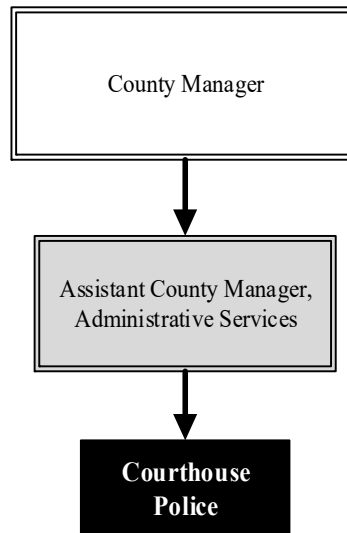 County Manager
Assistant County Manager,
Administrative Services
Courthouse
Police